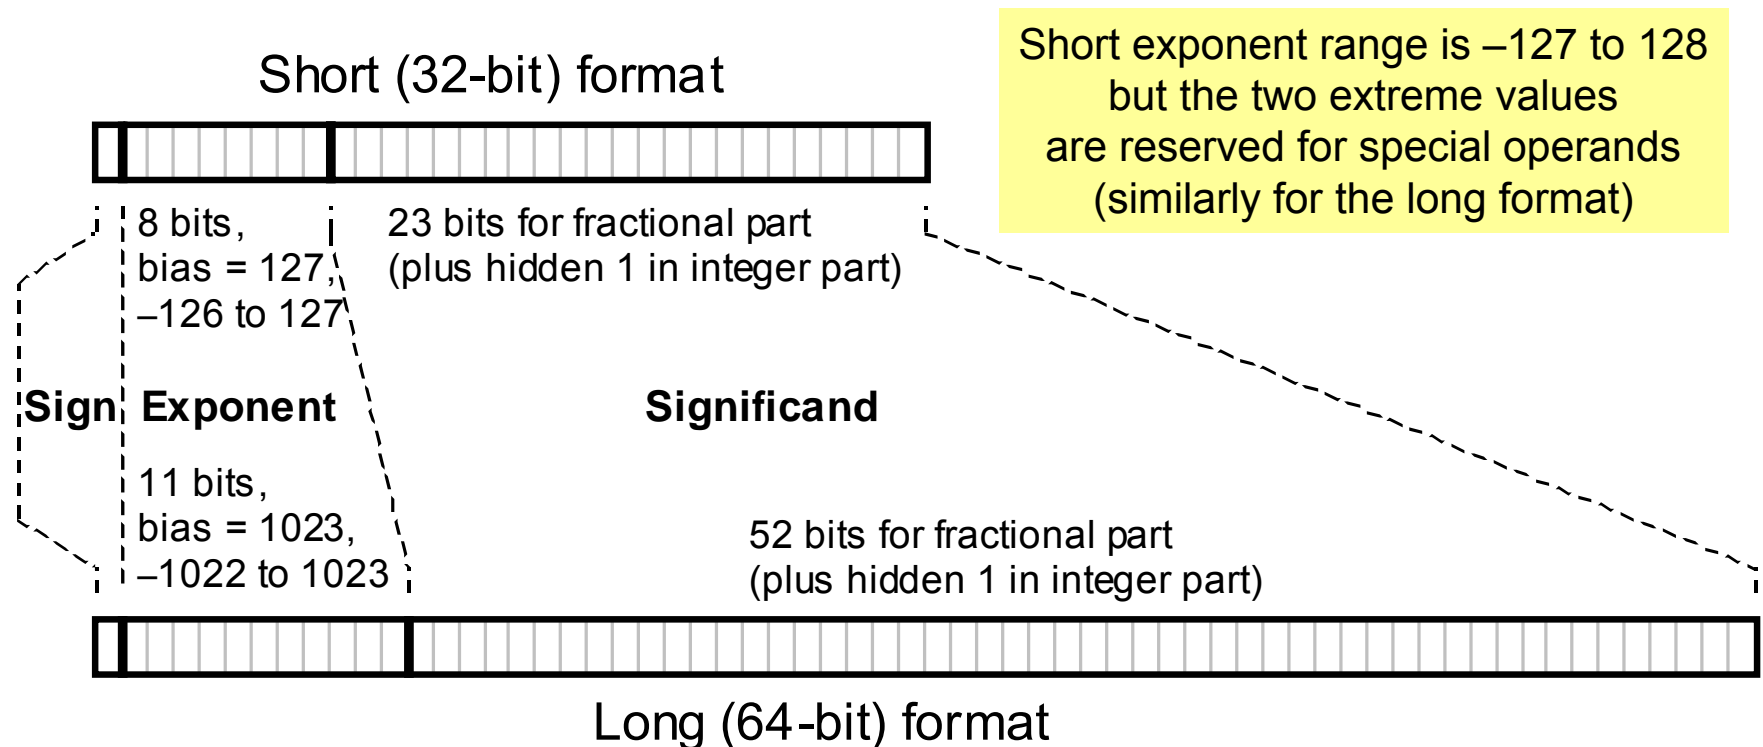 Short (32-bit) format
Short exponent range is –127 to 128
but the two extreme values
are reserved for special operands
(similarly for the long format)
8 bits,
bias = 127,
–126 to 127
23 bits for fractional part
(plus hidden 1 in integer part)
Sign
Exponent
Significand
11 bits,
bias = 1023,
–1022 to 1023
52 bits for fractional part
(plus hidden 1 in integer part)
Long (64-bit) format